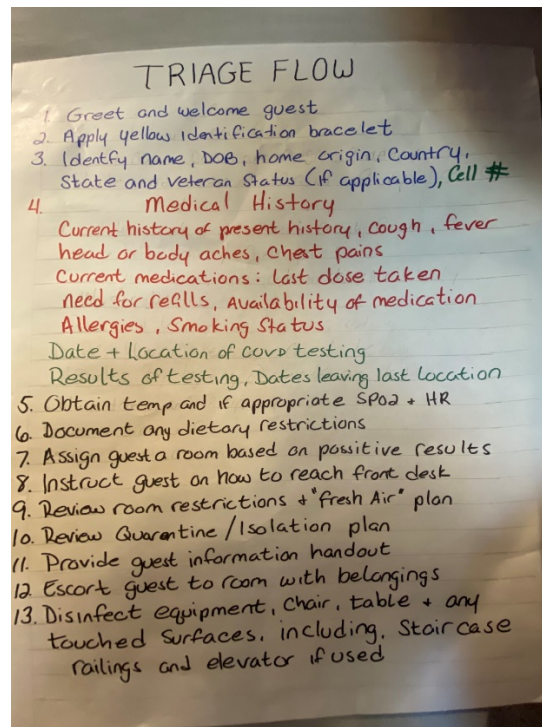 TRIAGE FLOW
1. Greet and welcome guest
2. Apply yellow Identification bracelet
3. Identfy name, DOB, home origin, Country,
State and Veteran Status (if applicable), Cell #
4. Medical History
Current history of present history, cough, fever
head or body aches, Chest pains
Current medications: last dose taken
need for refills, Availability of medication
Allergies, Smoking Status
Date + Location of COVD testing
Results of testing, Dates leaving last location
5. Obtain temp and if appropriate SPO2 + HR
6. Document any dietary restrictions
7. Assign guest a room based on possitive results
8. Instruct guest on how to reach front desk
9. Review room restrictions + "fresh Air" plan
10. Review Quarentine / Isolation plan
11. Provide guest information handout
12 Escort guest to room with belongings
13. Disinfect equipment, Chair, table + any
touched Surfaces, including, Stair case
railings and elevator if used